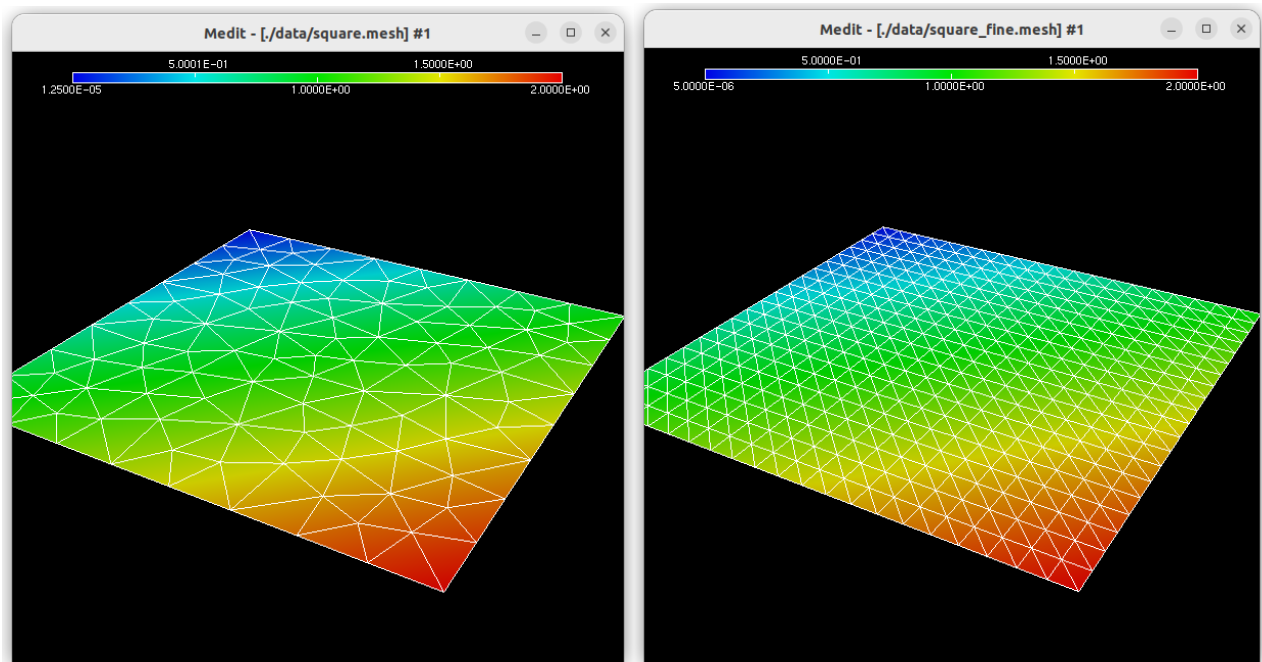 Medit - [./data/square.mesh] #1
5.0001E-01 1.5000E+00
1.2500E-05 1.0000E+00 2.0000E+00
Medit - [./data/square_fine.mesh] #1
5.0000E-01 1.5000E+00
5.0000E-06 1.0000E+00 2.0000E+00